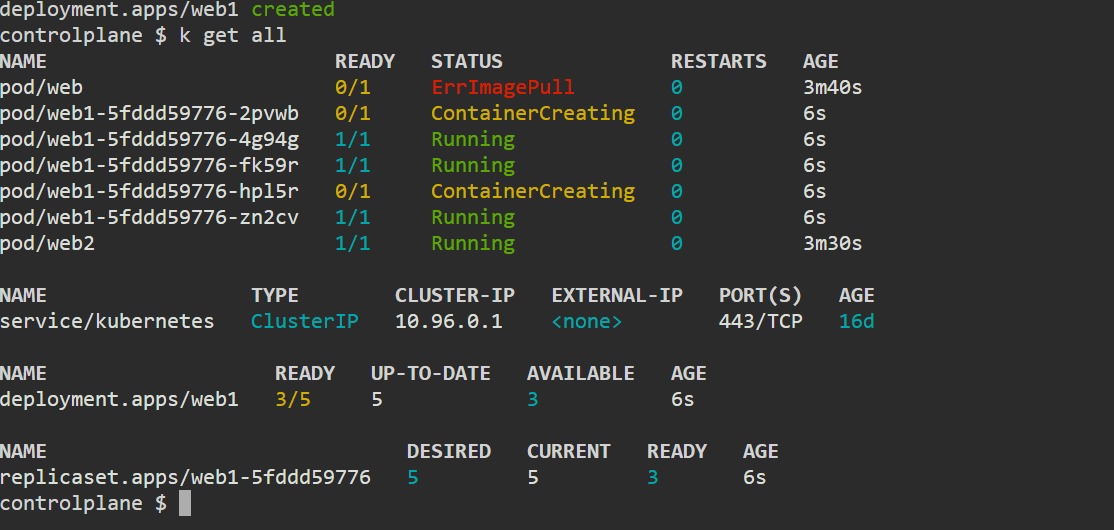 deployment.apps/web1 created
controlplane $ k get all
NAME READY STATUS RESTARTS AGE
pod/web 0/1 ErrImagePull 0 3m40s
pod/web1-5fddd59776-2pvwb 0/1 ContainerCreating 0 6s
pod/web1-5fddd59776-4g94g 1/1 Running 0 6s
pod/web1-5fddd59776-fk59r 1/1 Running 0 6s
pod/web1-5fddd59776-hpl5r 0/1 ContainerCreating 0 6s
pod/web1-5fddd59776-zn2cv 1/1 Running 0 6s
pod/web2 1/1 Running 0 3m30s
NAME TYPE CLUSTER-IP EXTERNAL-IP PORT(S) AGE
service/kubernetes ClusterIP 10.96.0.1 <none> 443/TCP 16d
NAME READY UP-TO-DATE AVAILABLE AGE
deployment.apps/web1 3/5 5 3 6s
NAME DESIRED CURRENT READY AGE
replicaset.apps/web1-5fddd59776 5 5 3 6s
controlplane $